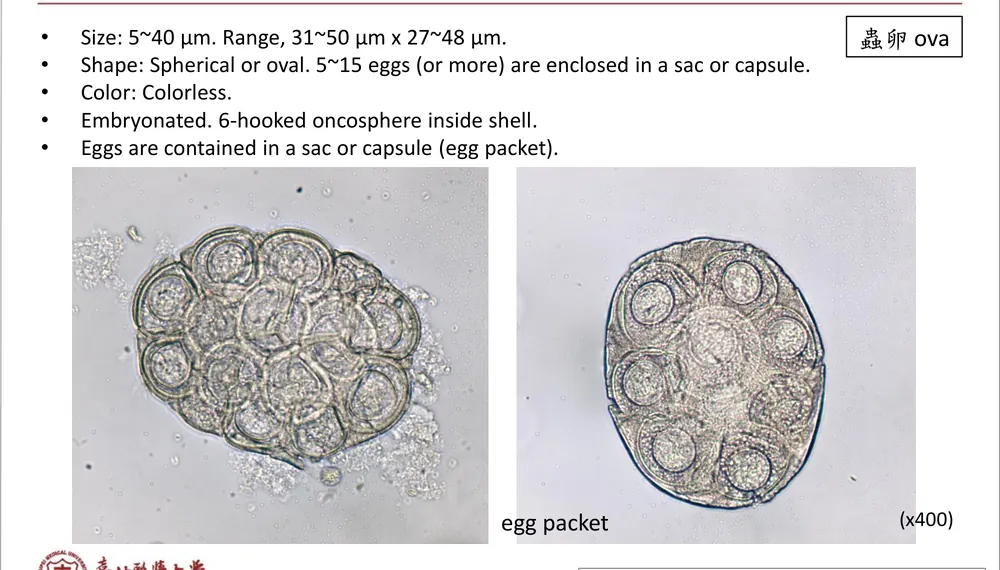 • Size: 5~40 μm. Range, 31~50 μm x 27~48 μm.
蟲卵 ova
• Shape: Spherical or oval. 5~15 eggs (or more) are enclosed in a sac or capsule.
• Color: Colorless.
• Embryonated. 6-hooked oncosphere inside shell.
• Eggs are contained in a sac or capsule (egg packet).
egg packet
(x400)